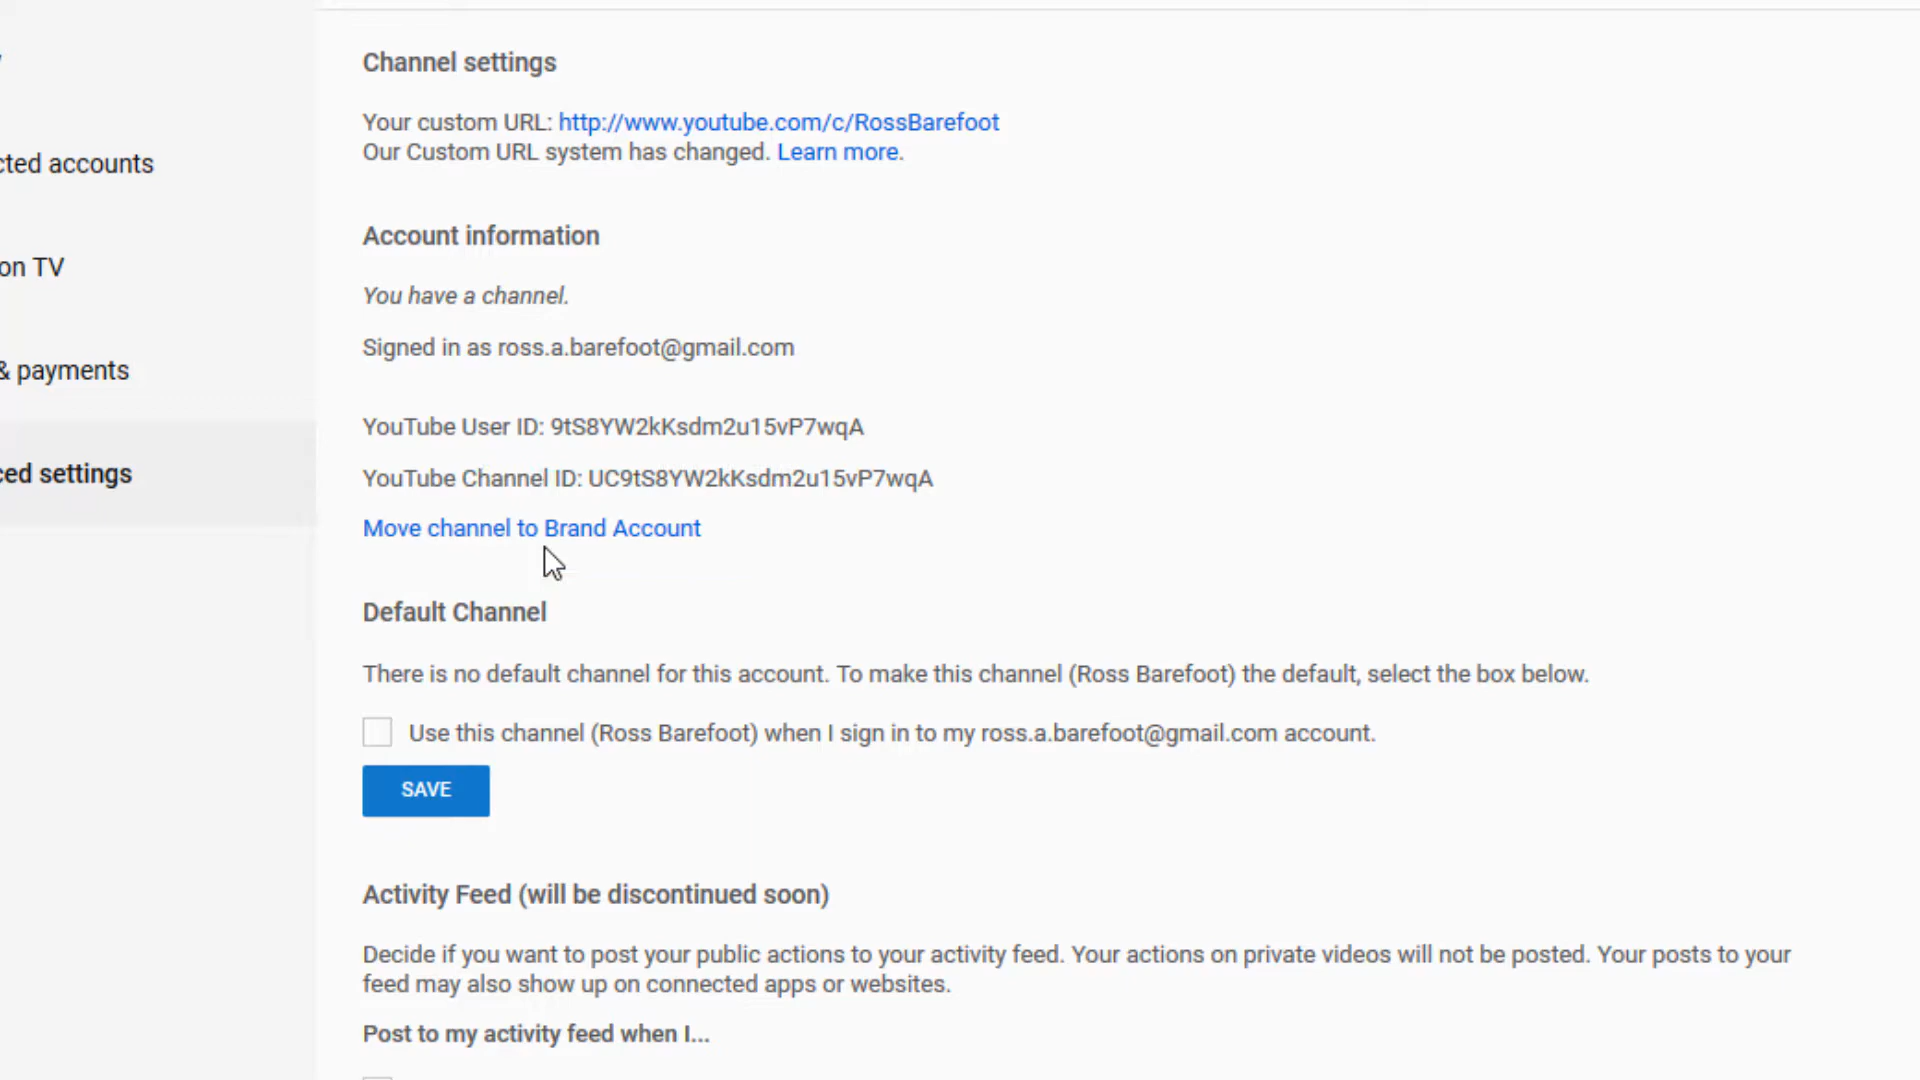 Channel settings
Your custom URL: http://www.youtube.com/c/RossBarefoot
Our Custom URL system has changed. Learn more.
cted accounts
Account information
on TV
You have a channel.
Signed in as ross.a.barefoot@gmail.com
& payments
YouTube User ID: 9tS8YW2kKsdm2u15vP7wqA
ced settings
YouTube Channel ID: UC9tS8YW2kKsdm2u15vP7wqA
Move channel to Brand Account
Default Channel
There is no default channel for this account. To make this channel (Ross Barefoot) the default, select the box below.
Use this channel (Ross Barefoot) when I sign in to my ross.a.barefoot@gmail.com account.
SAVE
Activity Feed (will be discontinued soon)
Decide if you want to post your public actions to your activity feed. Your actions on private videos will not be posted. Your posts to your
feed may also show up on connected apps or websites.
Post to my activity feed when I...